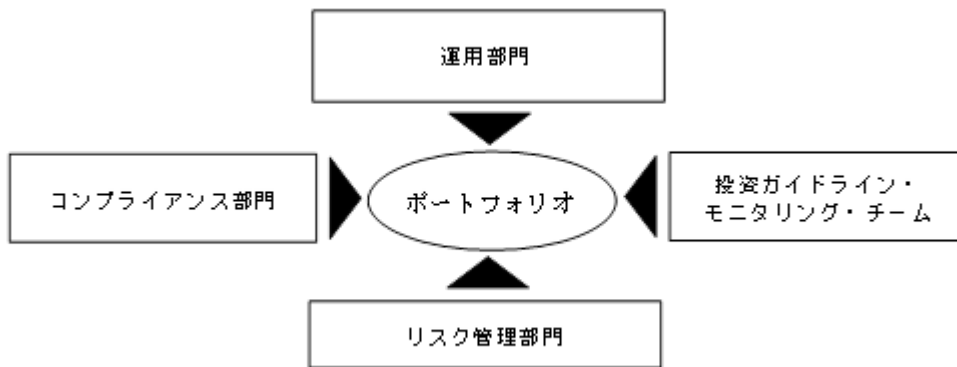 運用部門
コンプライアンス部門
ポートフォリオ
投資ガイドライン・
モニタリング・チーム
リスク管理部門